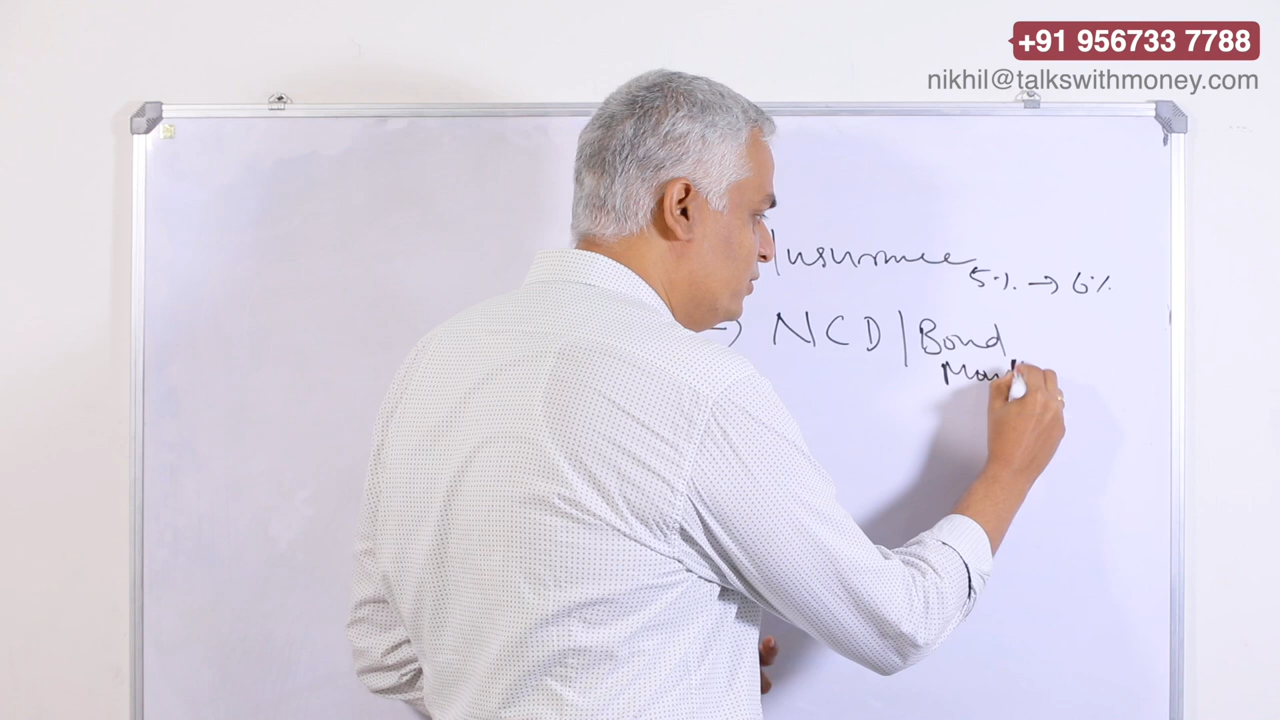 +91 956733 7788
nikhil@talkswithmoney.com
Insurance
5% → 6%
→ NCD | Bond